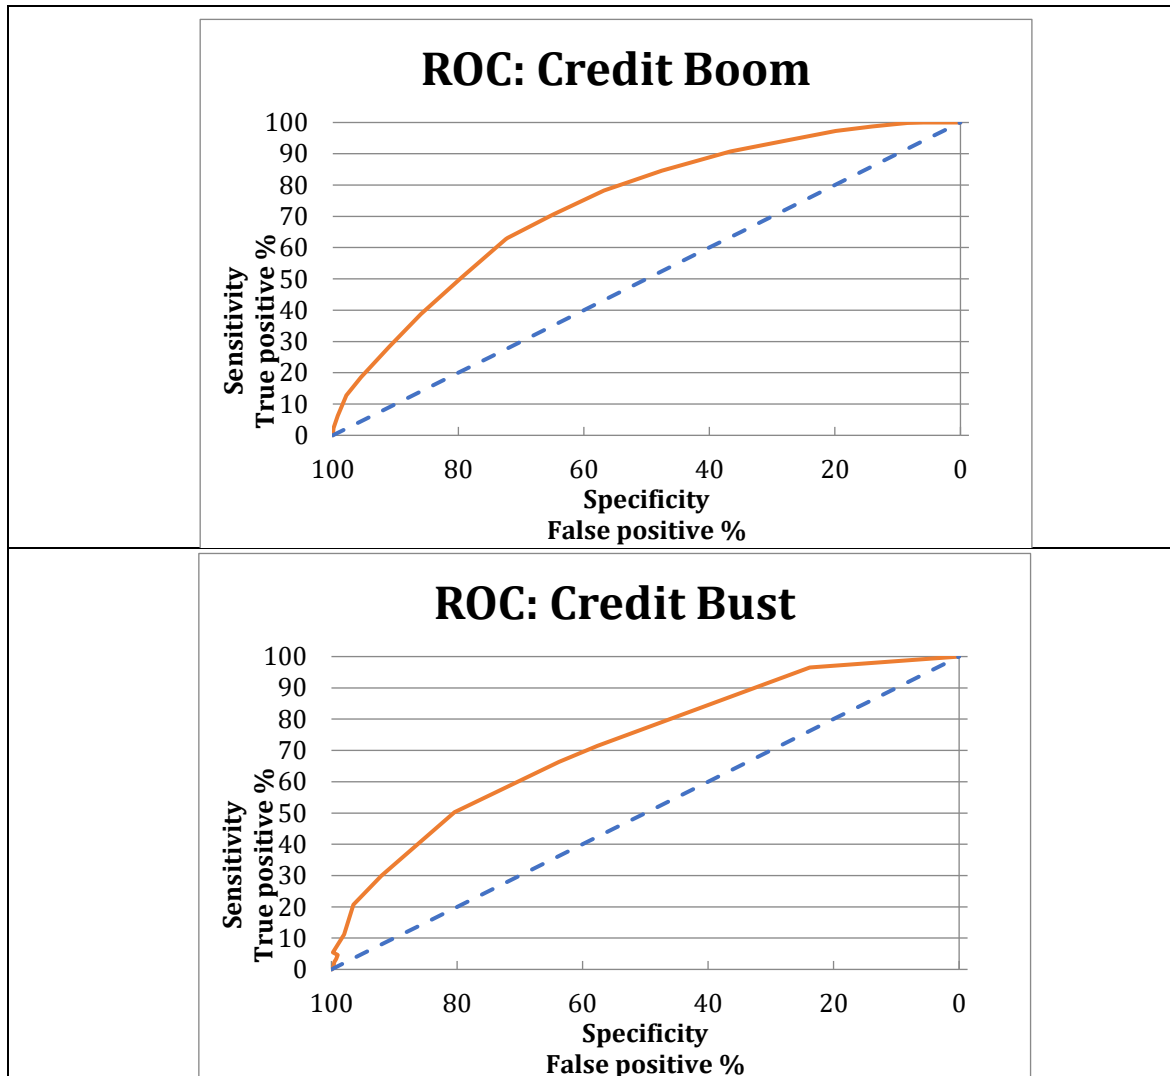 ROC: Credit Boom
Sensitivity
True positive %
100
90
80
70
60
50
40
30
20
10
0
100 80 60 40 20 0
Specificity
False positive %
ROC: Credit Bust
Sensitivity
True positive %
100
90
80
70
60
50
40
30
20
10
0
100 80 60 40 20 0
Specificity
False positive %